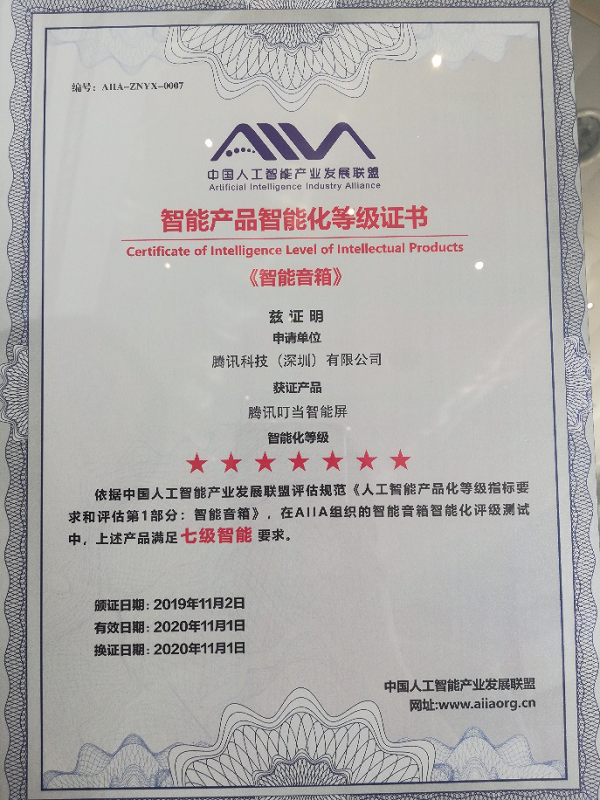 编号：AIIA-ZNYX-0007
AIIA
中国人工智能产业发展联盟
Artificial Intelligence Industry Alliance
智能产品智能化等级证书
Certificate of Intelligence Level of Intellectual Products
《智能音箱》
兹证明
申请单位
腾讯科技（深圳）有限公司
获证产品
腾讯叮当智能屏
智能化等级
依据中国人工智能产业发展联盟评估规范《人工智能产品化等级指标要
求和评估第1部分：智能音箱》，在AIIA组织的智能音箱智能化评级测试
中，上述产品满足 七级智能 要求。
颁证日期：2019年11月2日
有效日期：2020年11月1日
换证日期：2020年11月1日
中国人工智能产业发展联盟
网址:www.aiiaorg.cn